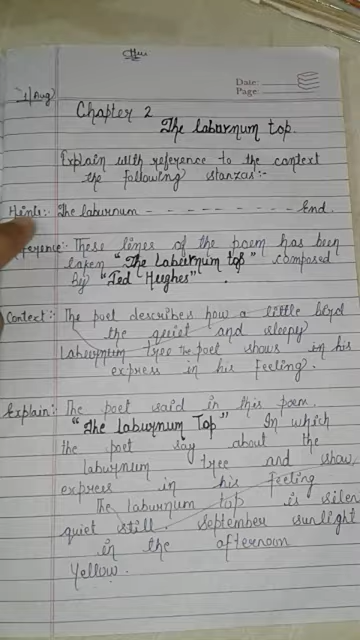 1/Aug
Date:
Page:
Chapter 2
The laburnum top.
Explain with reference to the context
the following stanzas:-
Hints:- The laburnum - - - - - - - - - - End.
erence:- These lines of the poem has been
taken "The Laburnum top" composed
by "Ted Heghes".
Context:- The poet describes how a little bird
the quiet and sleepy
Laburnum tree the poet shows in his
express in his Feeling.
Explain:- The poet said in this poem.
"The Laburnum Top" In which
the poet say about the
laburnum tree and show
express in his Feeling
The laburnum top is silen
quiet still. September sunlight
in the afternoon
Yellow.